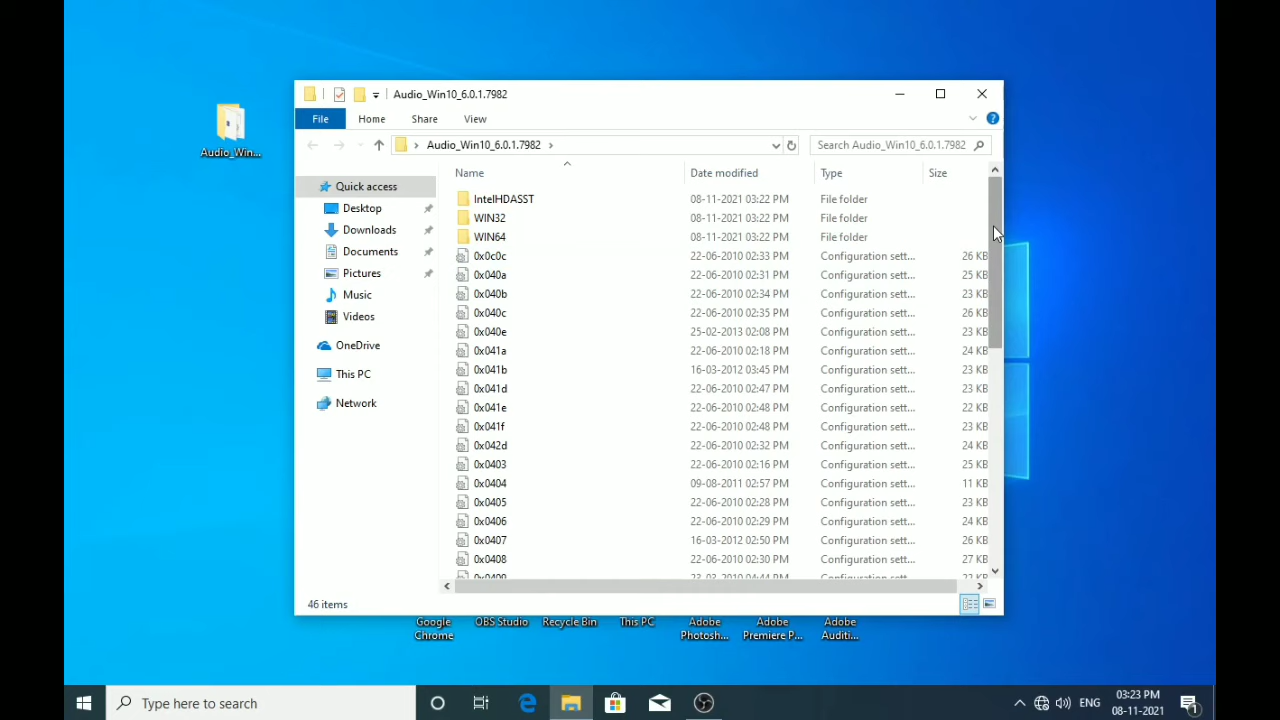 Audio_Win10_6.0.1.7982
File Home Share View
Audio_Win10_6.0.1.7982
Search Audio_Win10_6.0.1.7982
Name Date modified Type Size
Quick access
Desktop
Downloads
Documents
Pictures
Music
Videos
OneDrive
This PC
Network
IntelHDASST 08-11-2021 03:22 PM File folder
WIN32 08-11-2021 03:22 PM File folder
WIN64 08-11-2021 03:22 PM File folder
0x0c0c 22-06-2010 02:33 PM Configuration sett... 26 KB
0x040a 22-06-2010 02:31 PM Configuration sett... 25 KB
0x040b 22-06-2010 02:34 PM Configuration sett... 23 KB
0x040c 22-06-2010 02:35 PM Configuration sett... 26 KB
0x040e 25-02-2013 02:08 PM Configuration sett... 23 KB
0x041a 22-06-2010 02:18 PM Configuration sett... 24 KB
0x041b 16-03-2012 03:45 PM Configuration sett... 23 KB
0x041d 22-06-2010 02:47 PM Configuration sett... 23 KB
0x041e 22-06-2010 02:48 PM Configuration sett... 22 KB
0x041f 22-06-2010 02:48 PM Configuration sett... 23 KB
0x042d 22-06-2010 02:32 PM Configuration sett... 24 KB
0x0403 22-06-2010 02:16 PM Configuration sett... 25 KB
0x0404 09-08-2011 02:57 PM Configuration sett... 11 KB
0x0405 22-06-2010 02:28 PM Configuration sett... 24 KB
0x0406 22-06-2010 02:29 PM Configuration sett... 24 KB
0x0407 16-03-2012 02:50 PM Configuration sett... 26 KB
0x0408 22-06-2010 02:30 PM Configuration sett... 27 KB
46 items
Audio_Win...
Google
Chrome
OBS Studio
Recycle Bin
This PC
Adobe
Photosh...
Adobe
Premiere P...
Adobe
Auditi...
Type here to search
ENG
03:23 PM
08-11-2021
1